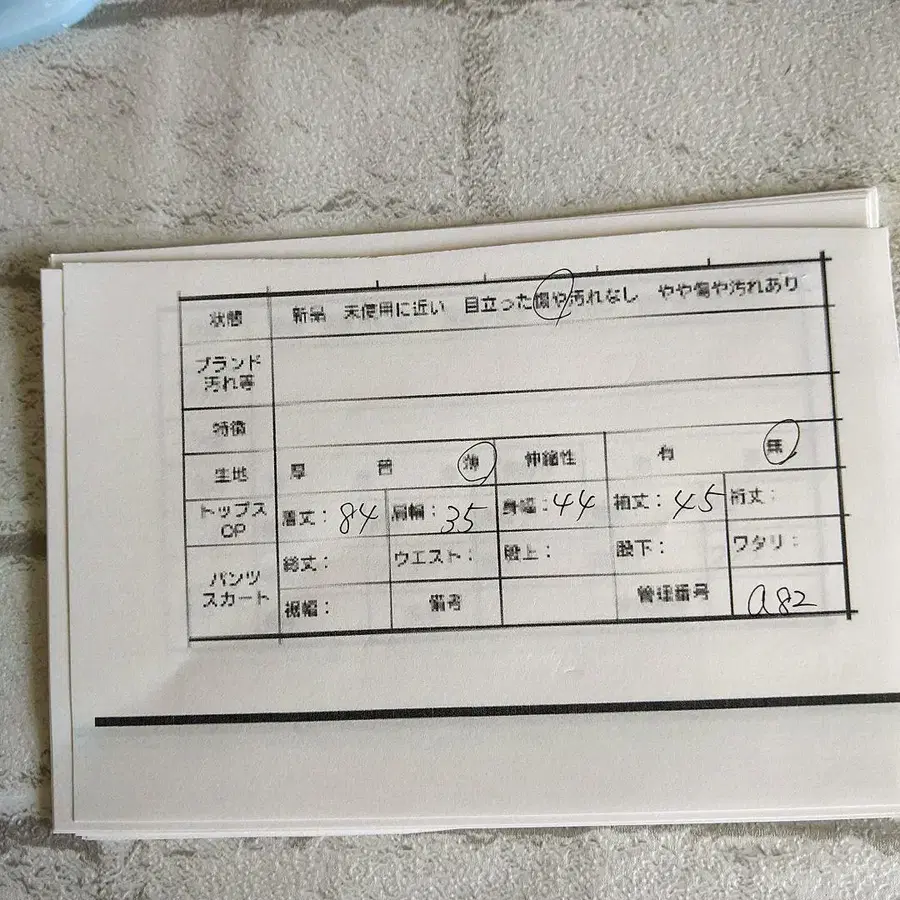 状態 新品 未使用に近い 目立った傷や汚れなし やや傷や汚れあり
ブランド
汚れ等
特徴
生地 厚 普 薄 伸縮性 有 無
トップス
OP
着丈：84 肩幅：35 身幅：44 袖丈：45 裄丈：
パンツ
スカート
総丈： ウエスト： 股上： 股下： ワタリ：
裾幅： 備考 管理番号 a82